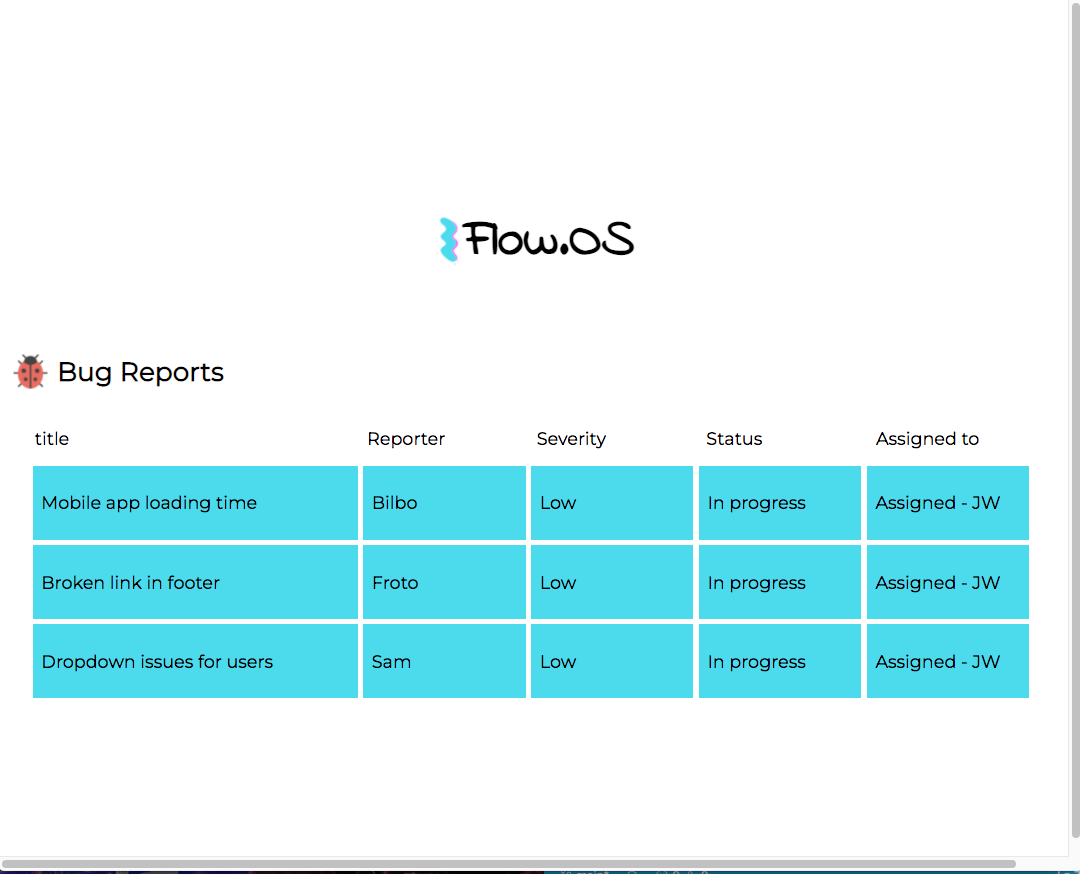 Flow.OS
Bug Reports
title Reporter Severity Status Assigned to
Mobile app loading time Bilbo Low In progress Assigned - JW
Broken link in footer Froto Low In progress Assigned - JW
Dropdown issues for users Sam Low In progress Assigned - JW